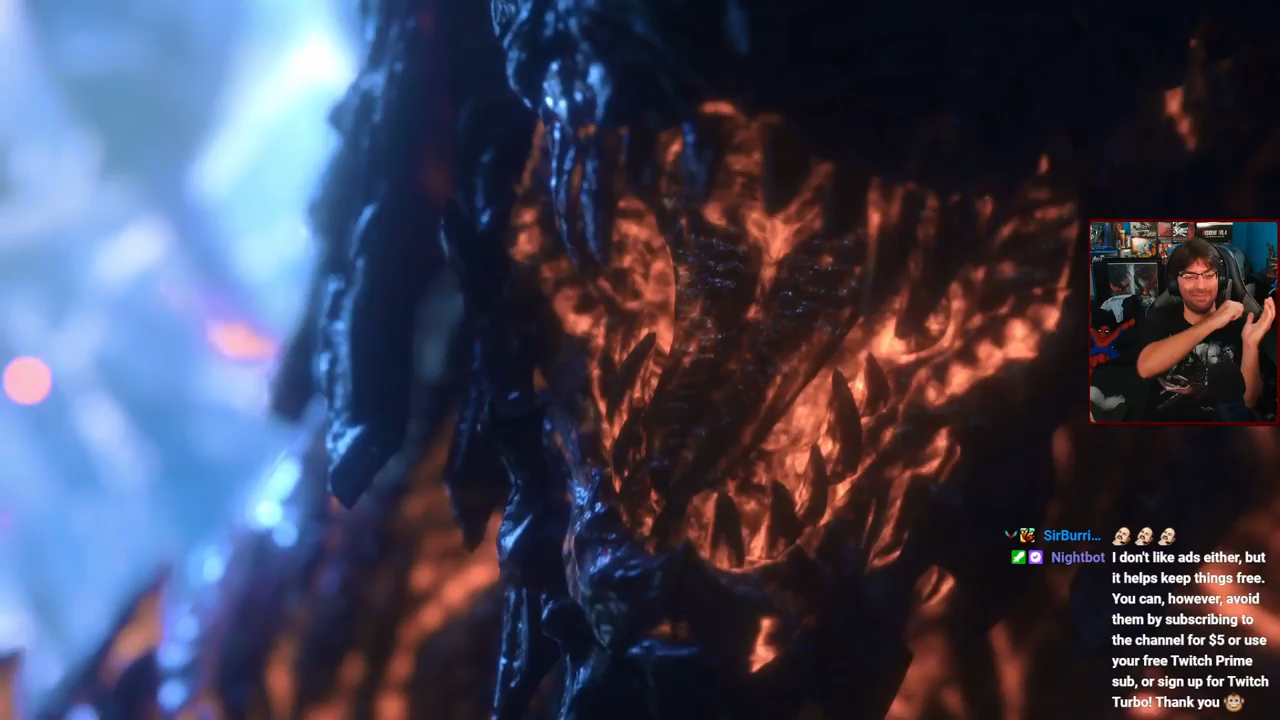 SirBurri...
Nightbot I don't like ads either, but
it helps keep things free.
You can, however, avoid
them by subscribing to
the channel for $5 or use
your free Twitch Prime
sub, or sign up for Twitch
Turbo! Thank you